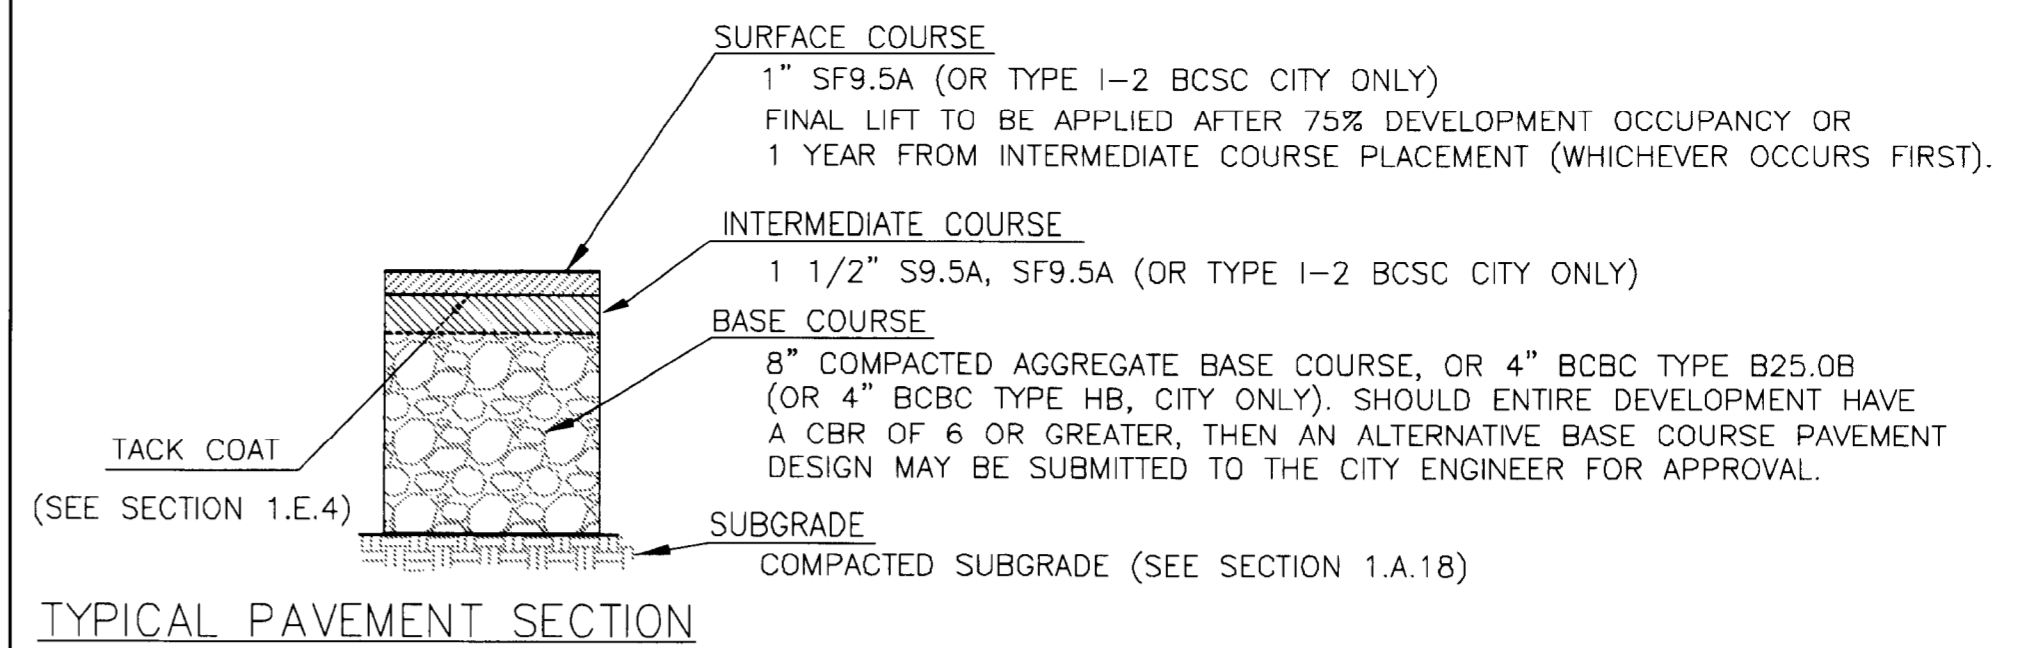 SURFACE COURSE
1" SF9.5A (OR TYPE I-2 BCSC CITY ONLY)
FINAL LIFT TO BE APPLIED AFTER 75% DEVELOPMENT OCCUPANCY OR
1 YEAR FROM INTERMEDIATE COURSE PLACEMENT (WHICHEVER OCCURS FIRST).
INTERMEDIATE COURSE
1 1/2" S9.5A, SF9.5A (OR TYPE I-2 BCSC CITY ONLY)
BASE COURSE
8" COMPACTED AGGREGATE BASE COURSE, OR 4" BCBC TYPE B25.0B
(OR 4" BCBC TYPE HB, CITY ONLY). SHOULD ENTIRE DEVELOPMENT HAVE
A CBR OF 6 OR GREATER, THEN AN ALTERNATIVE BASE COURSE PAVEMENT
DESIGN MAY BE SUBMITTED TO THE CITY ENGINEER FOR APPROVAL.
TACK COAT
(SEE SECTION 1.E.4)
SUBGRADE
COMPACTED SUBGRADE (SEE SECTION 1.A.18)
TYPICAL PAVEMENT SECTION